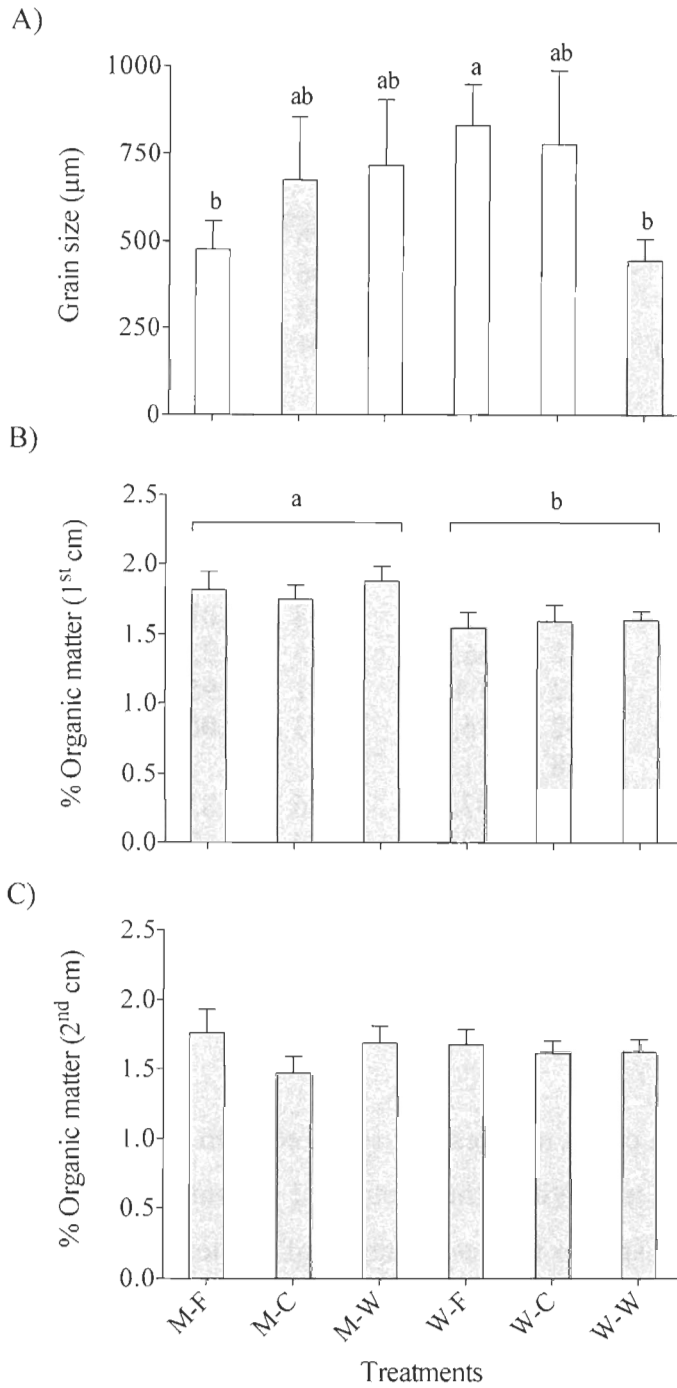 A)
Grain size (µm)
1000
750
500
250
0
b
ab
ab
a
ab
b
B)
% Organic matter (1st cm)
2.5
2.0
1.5
1.0
0.5
0.0
a
b
C)
% Organic matter (2nd cm)
2.5
2.0
1.5
1.0
0.5
0.0
M-F
M-C
M-W
W-F
W-C
W-W
Treatments